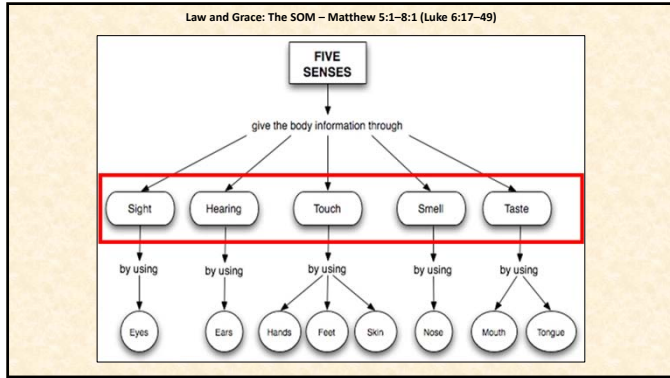 Law and Grace: The SOM – Matthew 5:1–8:1 (Luke 6:17–49)
FIVE
SENSES
give the body information through
Sight Hearing Touch Smell Taste
by using by using by using by using by using
Eyes Ears Hands Feet Skin Nose Mouth Tongue